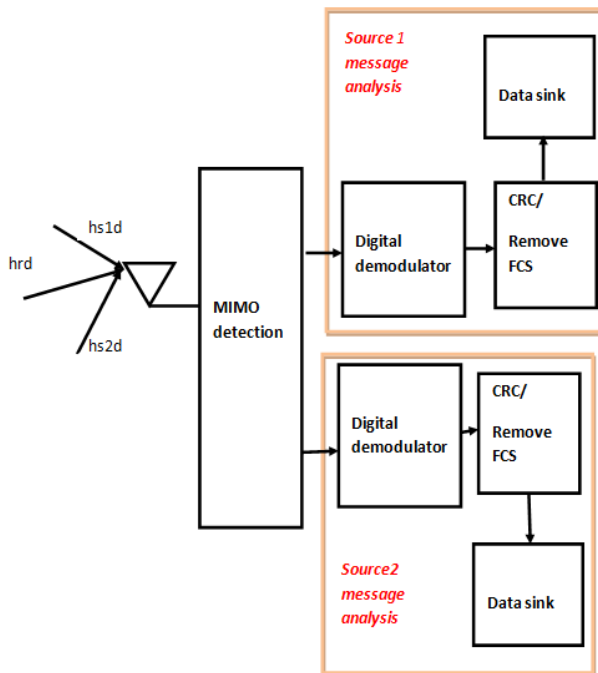 Source 1
message
analysis
Data sink
hs1d
hrd
hs2d
MIMO
detection
Digital
demodulator
CRC/
Remove
FCS
Digital
demodulator
CRC/
Remove
FCS
Source2
message
analysis
Data sink